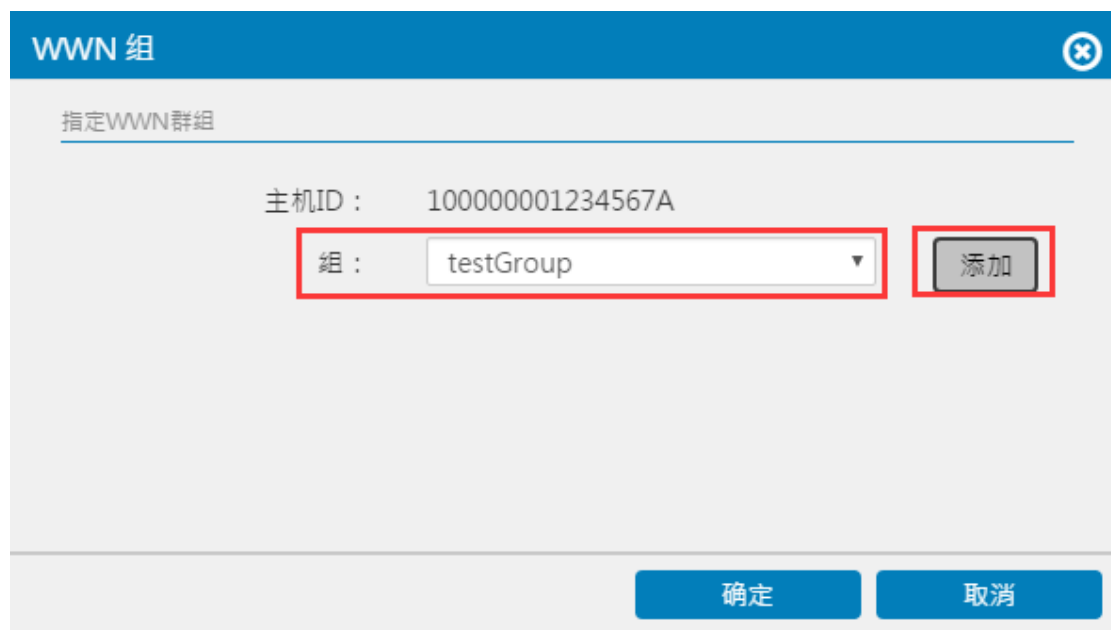 WWN 组
指定WWN群組
主机ID： 100000001234567A
組： testGroup 添加
确定 取消